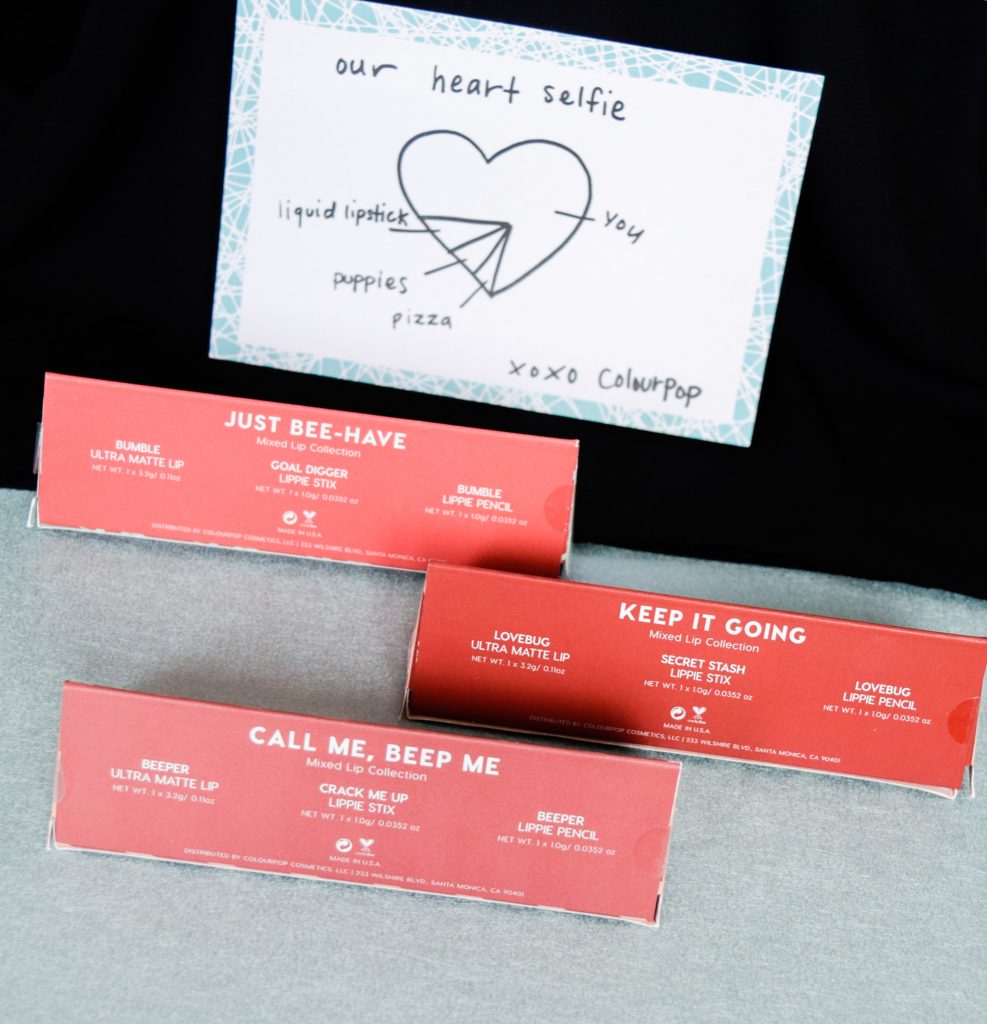 our heart selfie
liquid lipstick
you
puppies
pizza
xoxo Colourpop
JUST BEE-HAVE
Mixed Lip Collection
BUMBLE
ULTRA MATTE LIP
NET WT. 1 x 3.2g/ 0.11oz
GOAL DIGGER
LIPPIE STIX
NET WT. 1 x 1.0g/ 0.0352 oz
BUMBLE
LIPPIE PENCIL
NET WT. 1 x 1.0g/ 0.0352 oz
MADE IN U.S.A.
DISTRIBUTED BY COLOURPOP COSMETICS, LLC | 233 WILSHIRE BLVD., SANTA MONICA, CA
KEEP IT GOING
Mixed Lip Collection
LOVEBUG
ULTRA MATTE LIP
NET WT. 1 x 3.2g/ 0.11oz
SECRET STASH
LIPPIE STIX
NET WT. 1 x 1.0g/ 0.0352 oz
LOVEBUG
LIPPIE PENCIL
NET WT. 1 x 1.0g/ 0.0352 oz
MADE IN U.S.A.
DISTRIBUTED BY COLOURPOP COSMETICS, LLC | 233 WILSHIRE BLVD., SANTA MONICA, CA 90401
CALL ME, BEEP ME
Mixed Lip Collection
BEEPER
ULTRA MATTE LIP
NET WT. 1 x 3.2g/ 0.11oz
CRACK ME UP
LIPPIE STIX
NET WT. 1 x 1.0g/ 0.0352 oz
BEEPER
LIPPIE PENCIL
NET WT. 1 x 1.0g/ 0.0352 oz
MADE IN U.S.A.
DISTRIBUTED BY COLOURPOP COSMETICS, LLC | 233 WILSHIRE BLVD., SANTA MONICA, CA 90401